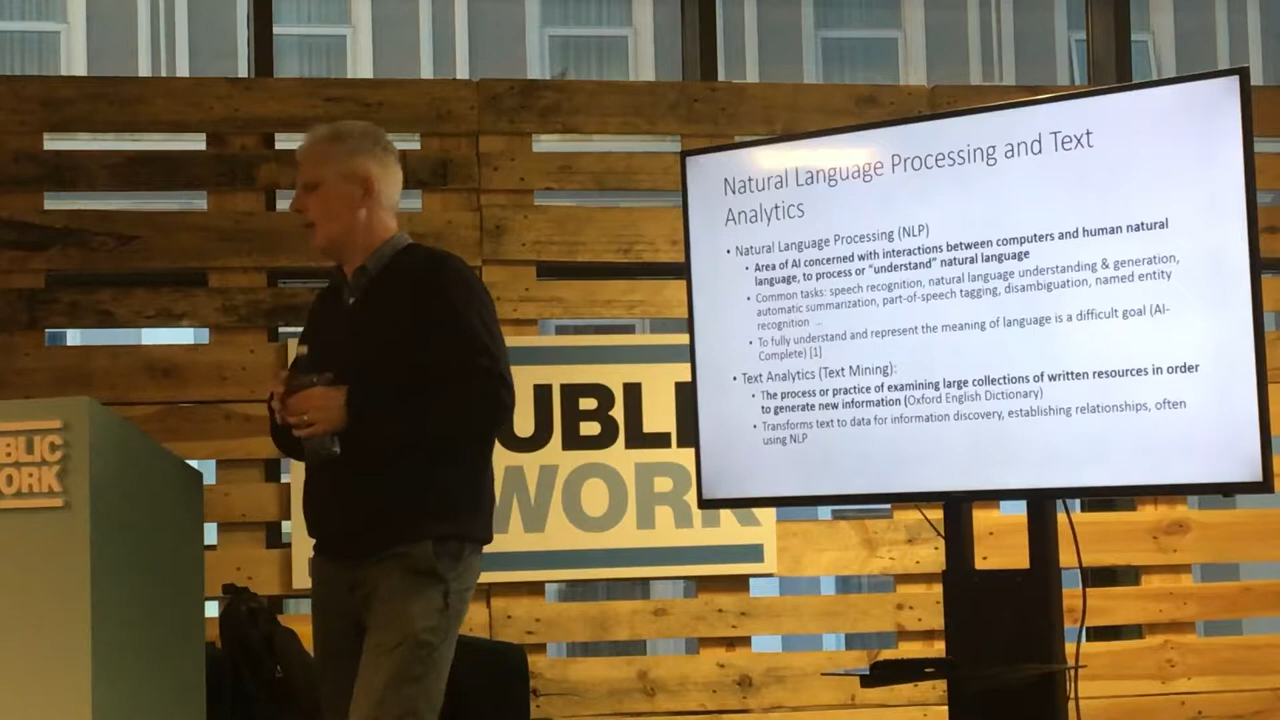 Natural Language Processing and Text
Analytics
• Natural Language Processing (NLP)
• Area of AI concerned with interactions between computers and human natural
language, to process or “understand” natural language
• Common tasks: speech recognition, natural language understanding & generation,
automatic summarization, part-of-speech tagging, disambiguation, named entity
recognition ...
• To fully understand and represent the meaning of language is a difficult goal (AI-
Complete) [1]
• Text Analytics (Text Mining):
• The process or practice of examining large collections of written resources in order
to generate new information (Oxford English Dictionary)
• Transforms text to data for information discovery, establishing relationships, often
using NLP
UBLI
WORK
BLIC
ORK